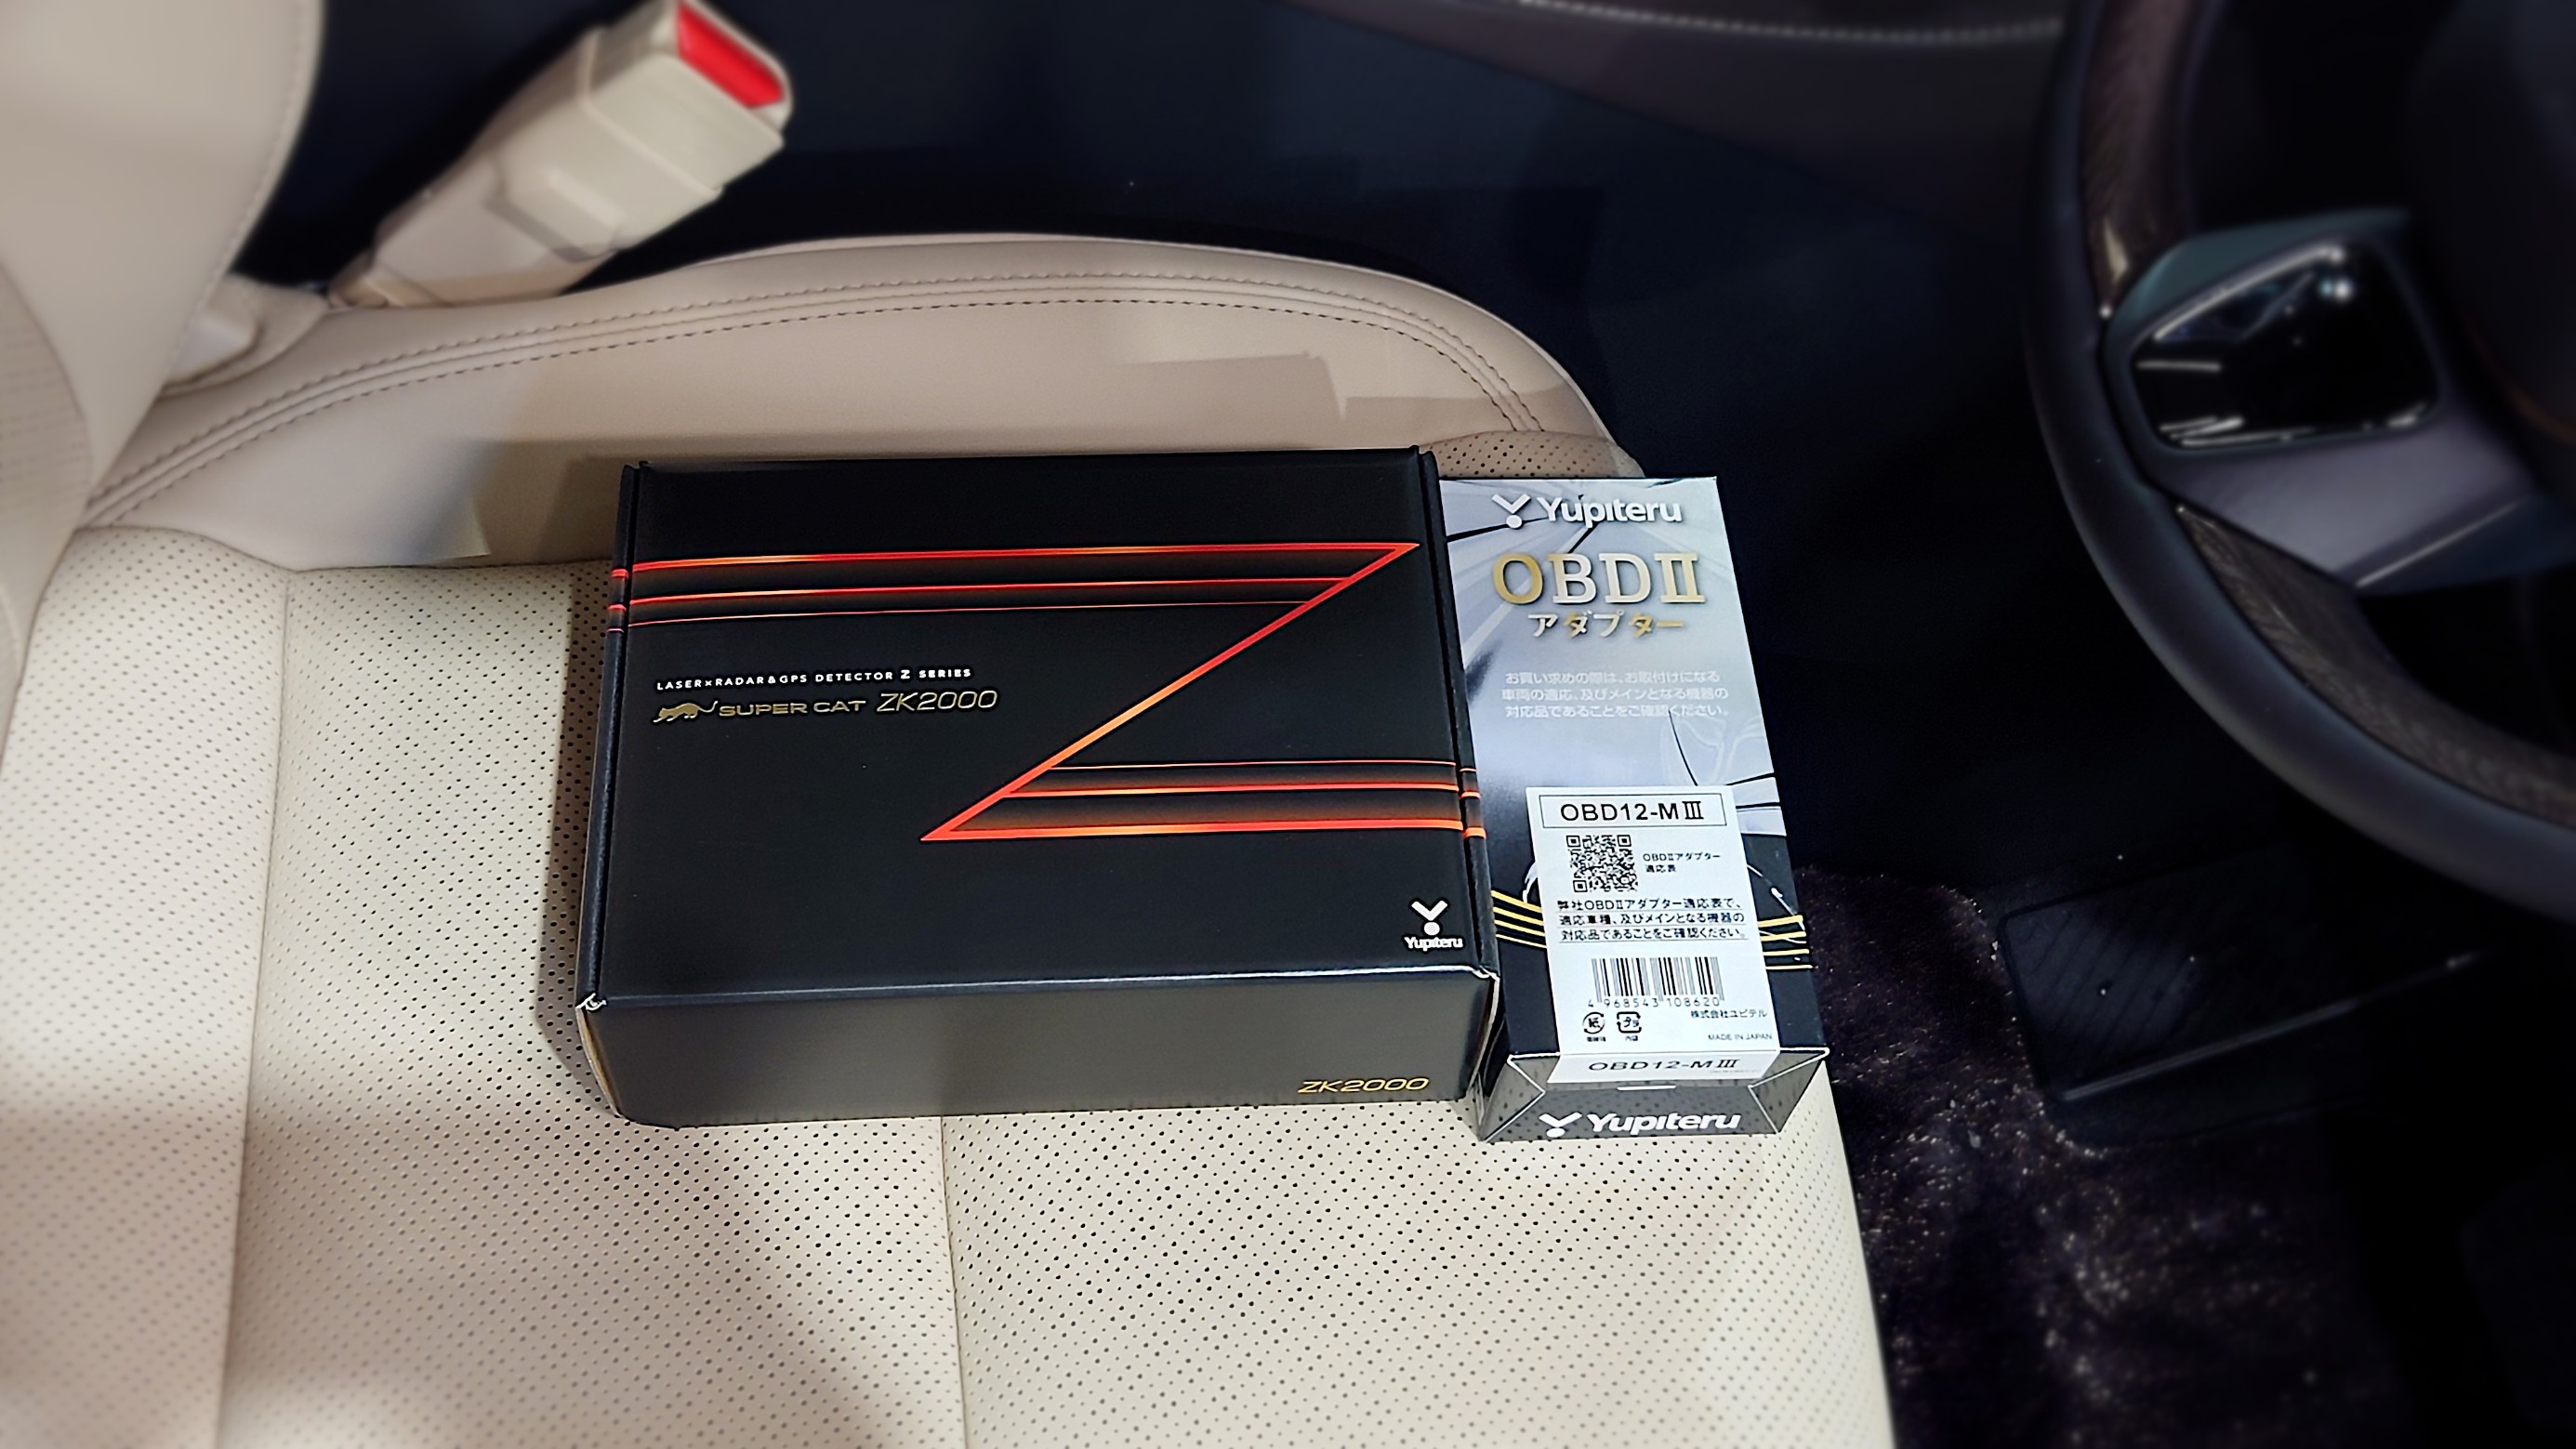 LASER×RADAR&GPS DETECTOR Z SERIES
SUPER CAT ZK2000
Yupiteru
ZK2000
Yupiteru
OBDⅡ
アダプター
お買い求めの際は、お取付けになる
車両の適応、及びメインとなる機器の
対応品であることをご確認ください。
OBD12-MⅢ
OBDⅡアダプター
適応表
弊社OBDⅡアダプター適応表で、
適応車種、及びメインとなる機器の
対応品であることをご確認ください。
4 968543 108620
株式会社ユピテル
紙
プラ
MADE IN JAPAN
OBD12-MⅢ
Yupiteru